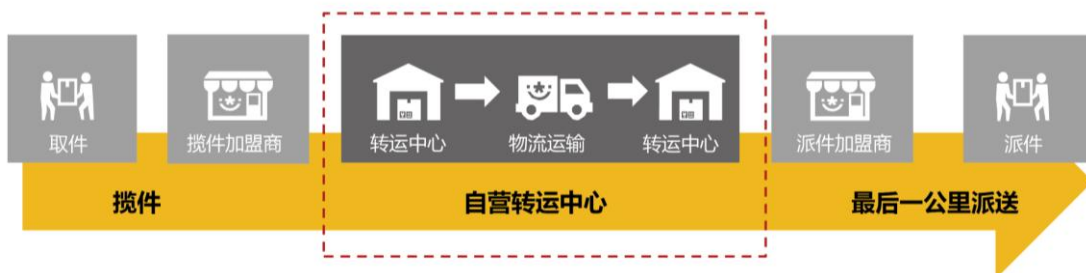 取件
揽件加盟商
转运中心
物流运输
转运中心
派件加盟商
派件
揽件
自营转运中心
最后一公里派送